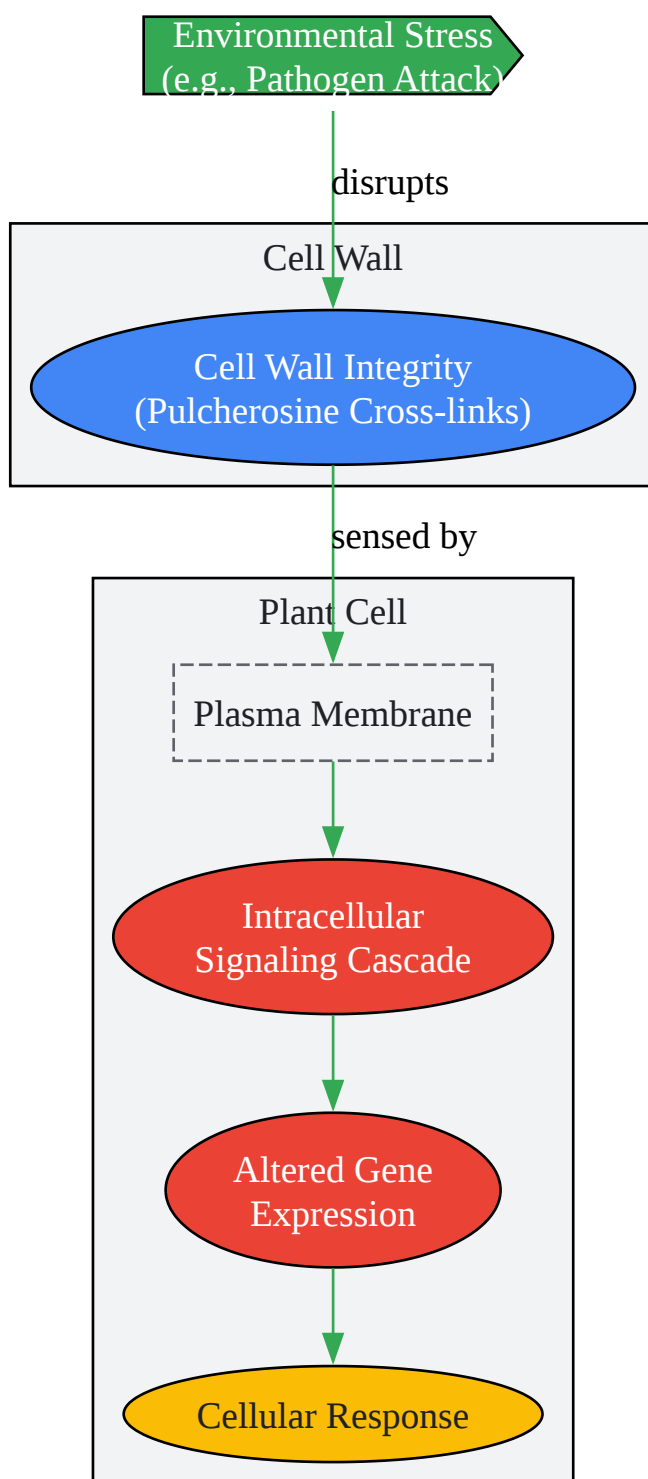 Environmental Stress
(e.g., Pathogen Attack)
disrupts
Cell Wall
Cell Wall Integrity
(Pulcherosine Cross-links)
sensed by
Plant Cell
Plasma Membrane
Intracellular
Signaling Cascade
Altered Gene
Expression
Cellular Response